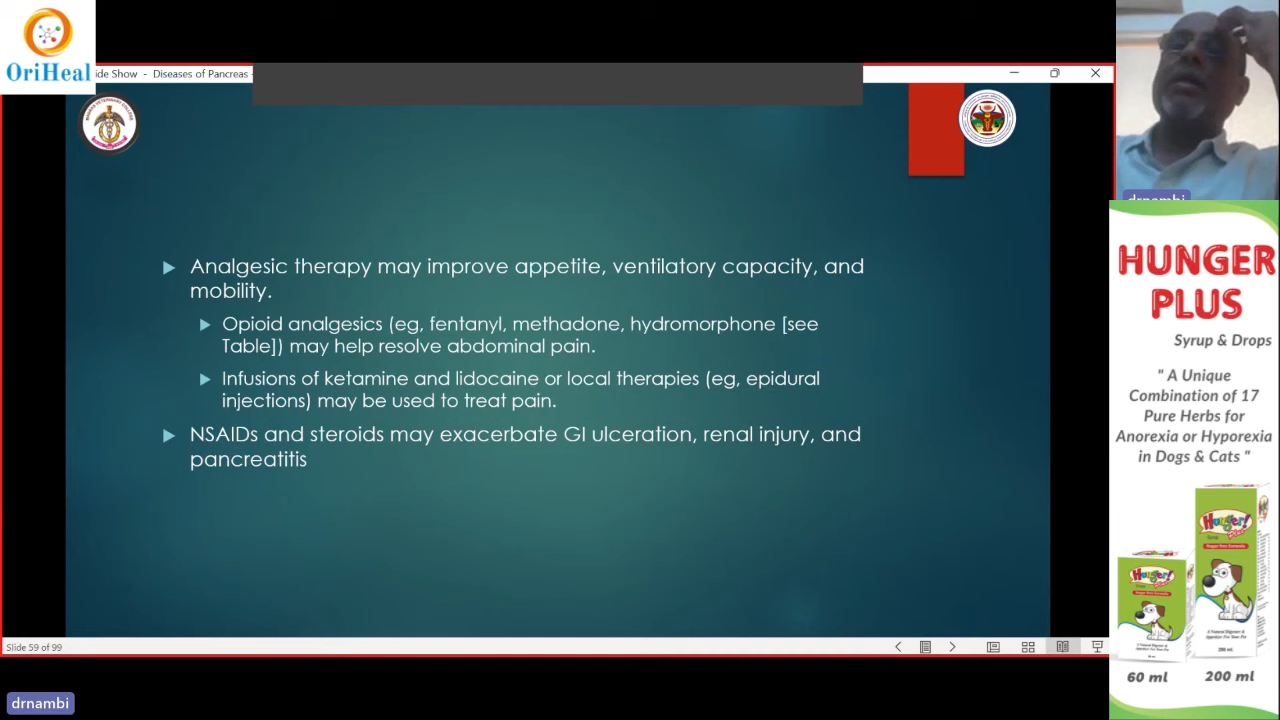 OriHeal
ide Show - Diseases of Pancreas -
Analgesic therapy may improve appetite, ventilatory capacity, and
mobility.
Opioid analgesics (eg, fentanyl, methadone, hydromorphone [see
Table]) may help resolve abdominal pain.
Infusions of ketamine and lidocaine or local therapies (eg, epidural
injections) may be used to treat pain.
NSAIDs and steroids may exacerbate GI ulceration, renal injury, and
pancreatitis
Slide 59 of 99
drnambi
drnambi
HUNGER
PLUS
Syrup & Drops
" A Unique
Combination of 17
Pure Herbs for
Anorexia or Hyporexia
in Dogs & Cats "
Hunger!
Hunger!
60 ml
200 ml